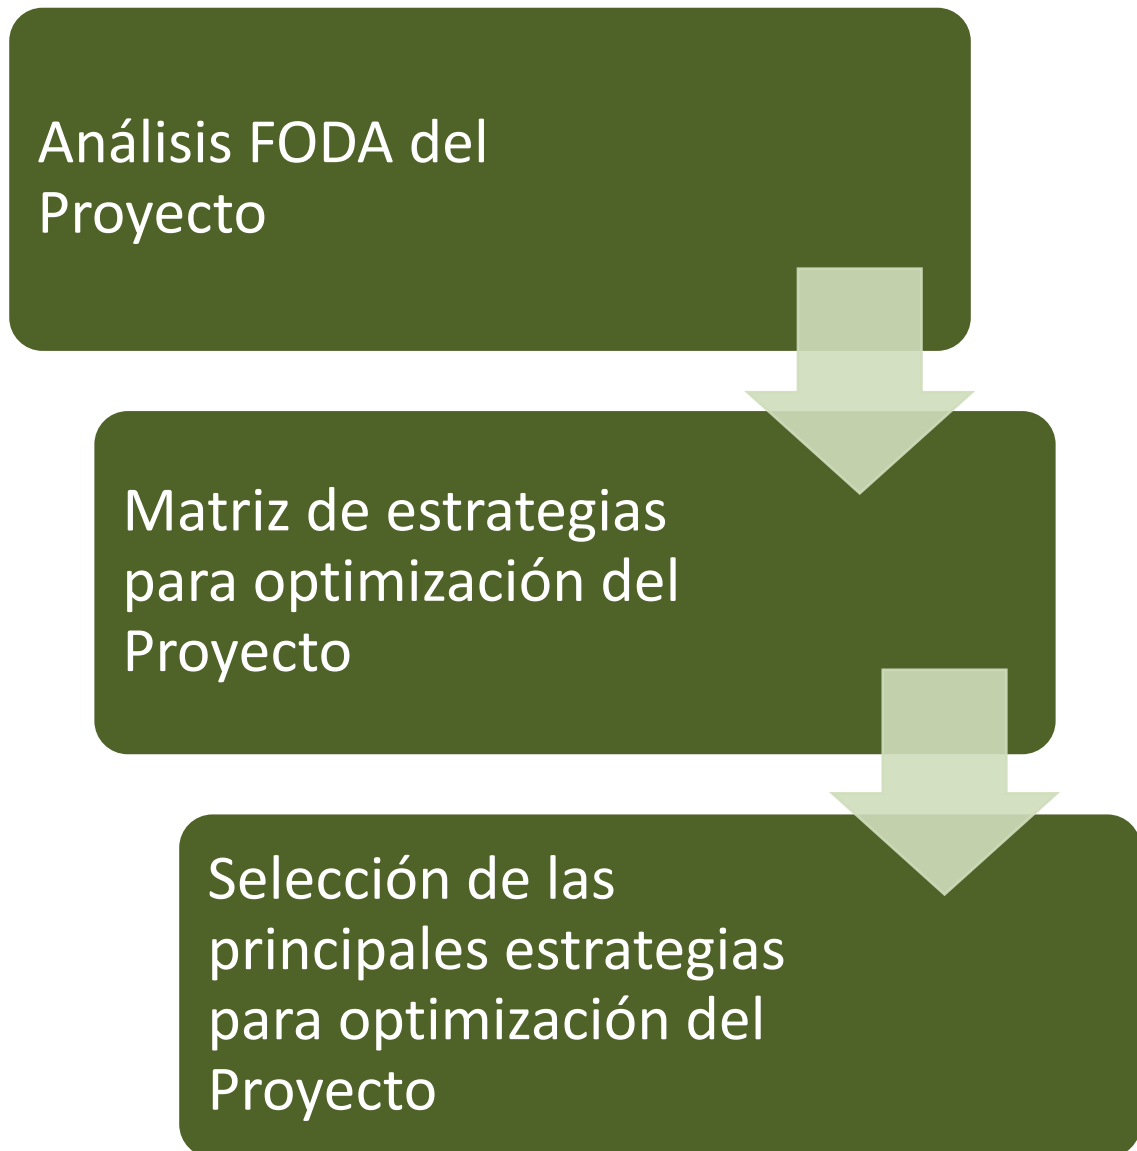 Análisis FODA del
Proyecto
Matriz de estrategias
para optimización del
Proyecto
Selección de las
principales estrategias
para optimización del
Proyecto